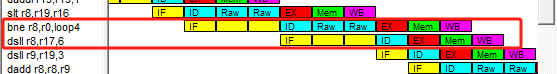 slt r8,r19,r16 IF ID Raw Raw EX Mem WB
bne r8,r0,loop4 IF ID Raw Raw EX Mem WB
dsll r8,r17,6 IF ID EX Mem WB
dsll r9,r19,3 IF ID EX Mem WB
dadd r8,r8,r9 IF ID Raw Raw